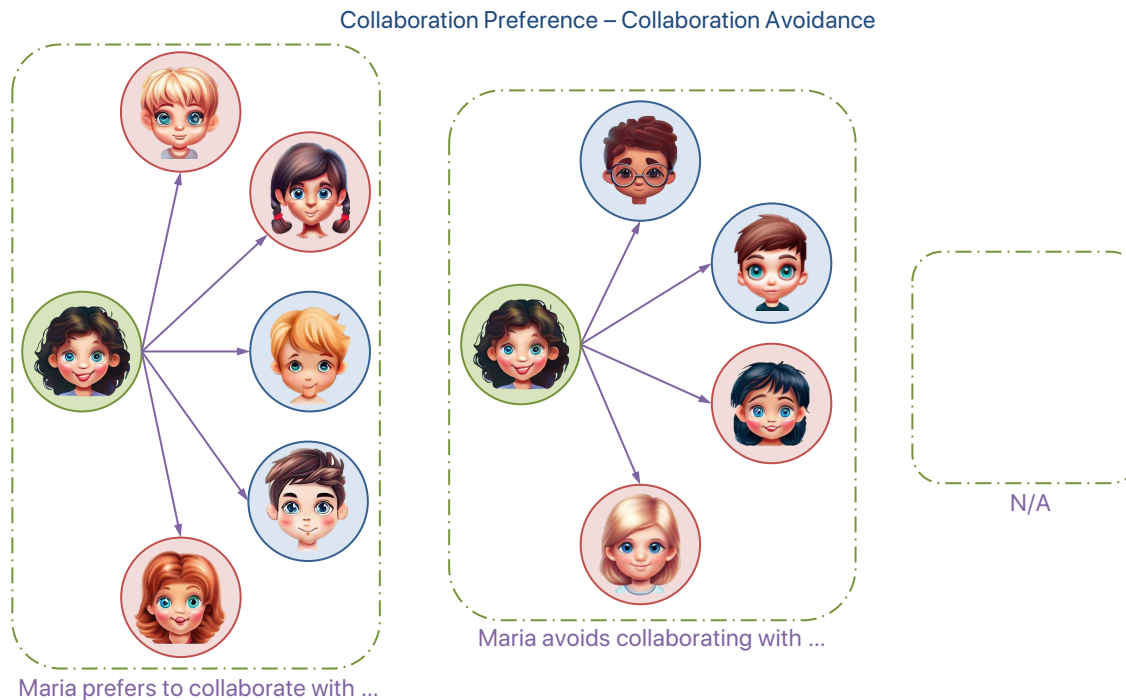 Collaboration Preference – Collaboration Avoidance
N/A
Maria avoids collaborating with ...
Maria prefers to collaborate with ...